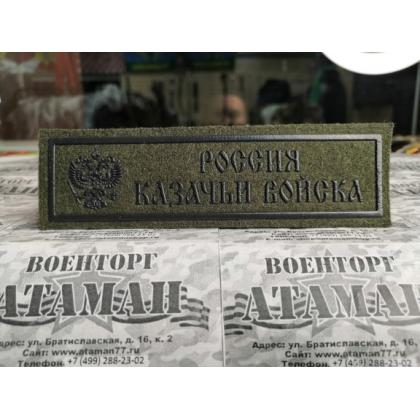 РОССИЯ
КАЗАЧЬИ ВОЙСКА
ВОЕНТОРГ
АТАМАН
Адрес: ул. Братиславская, д. 16, к. 2
Сайт: www.ataman77.ru
Телефон. +7 (499) 288-23-02
ВОЕНТОРГ
АТАМАН
Адрес: ул. Братиславская, д. 16,
Сайт: www.ataman77.ru
Телефон. +7 (499) 288-23-02